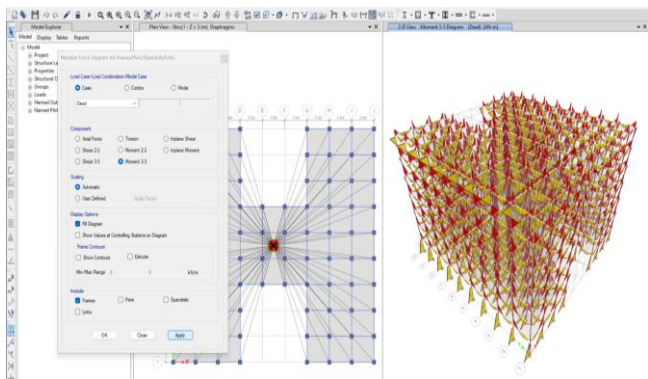 Model Explorer
Plan View - Story1 - Z = 3 (m) Diaphragms
3-D View Moment 3-3 Diagram (Dead) [kN-m]
Model Display Tables Reports
Model
Project
Structure La
Properties
Structural O
Groups
Loads
Named Out
Named Plot
Member Force Diagram for Frames/Piers/Spandrels/Links
Load Case/Load Combination/Modal Case
Case Combo Mode
Dead
Component
Axial Force Torsion Inplane Shear
Shear 2-2 Moment 2-2 Inplane Moment
Shear 3-3 Moment 3-3
Scaling
Automatic
User Defined Scale Factor
Display Options
Fill Diagram
Show Values at Controlling Stations on Diagram
Frame Contours
Show Contours Extrude
Min/Max Range 0 0 kN-m
Include
Frames Piers Spandrels
Links
OK Close Apply
D E F G H I J